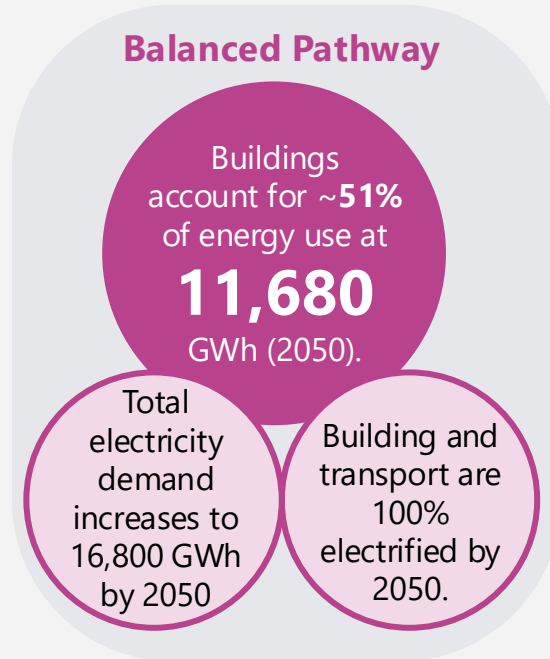 Balanced Pathway
Buildings
account for ~51%
of energy use at
11,680
GWh (2050).
Total
electricity
demand
increases to
16,800 GWh
by 2050
Building and
transport are
100%
electrified by
2050.